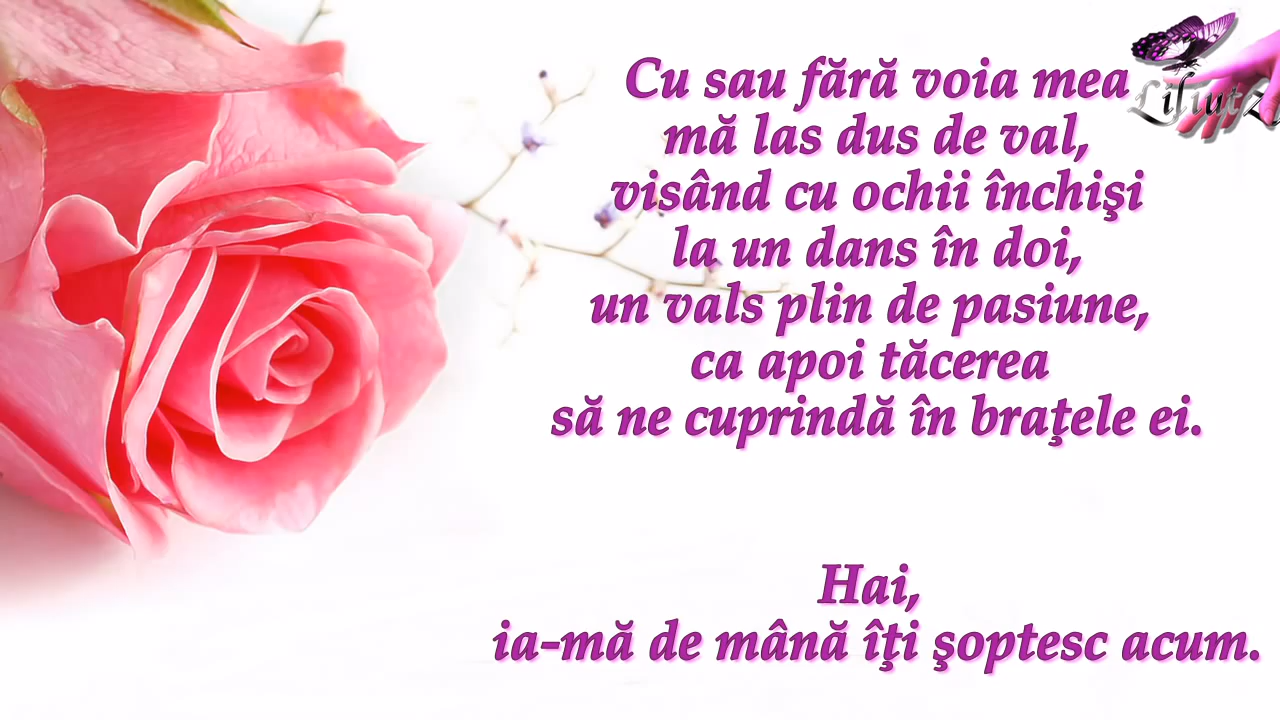 Cu sau fără voia mea
mă las dus de val,
visând cu ochii închişi
la un dans în doi,
un vals plin de pasiune,
ca apoi tăcerea
să ne cuprindă în braţele ei.
Hai,
ia-mă de mână îţi şoptesc acum.